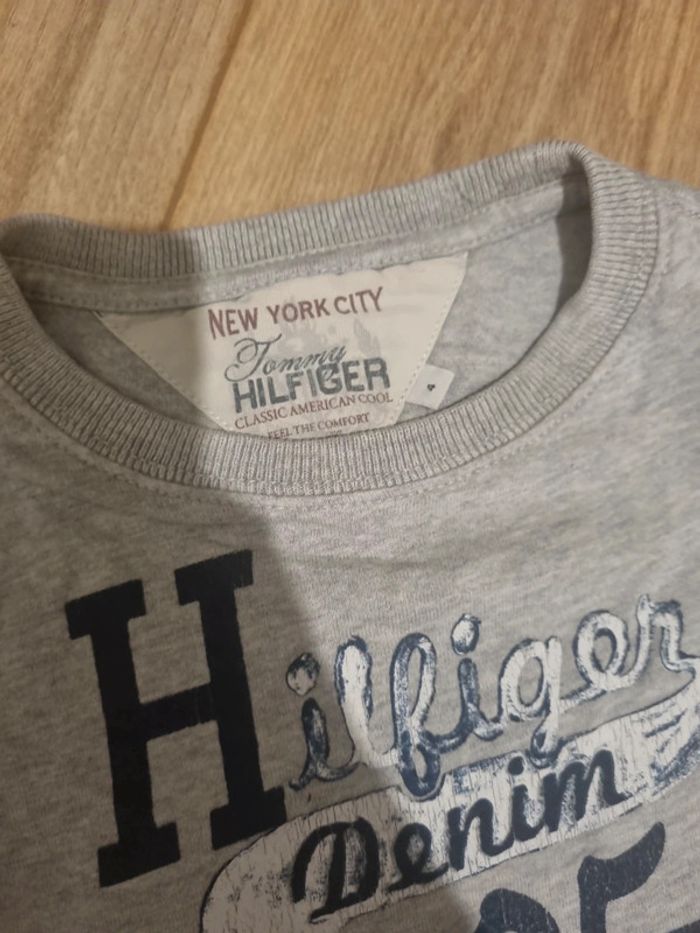 NEW YORK CITY
Tommy
HILFIGER
4
CLASSIC AMERICAN COOL
FEEL THE COMFORT
Hilfiger
Denim